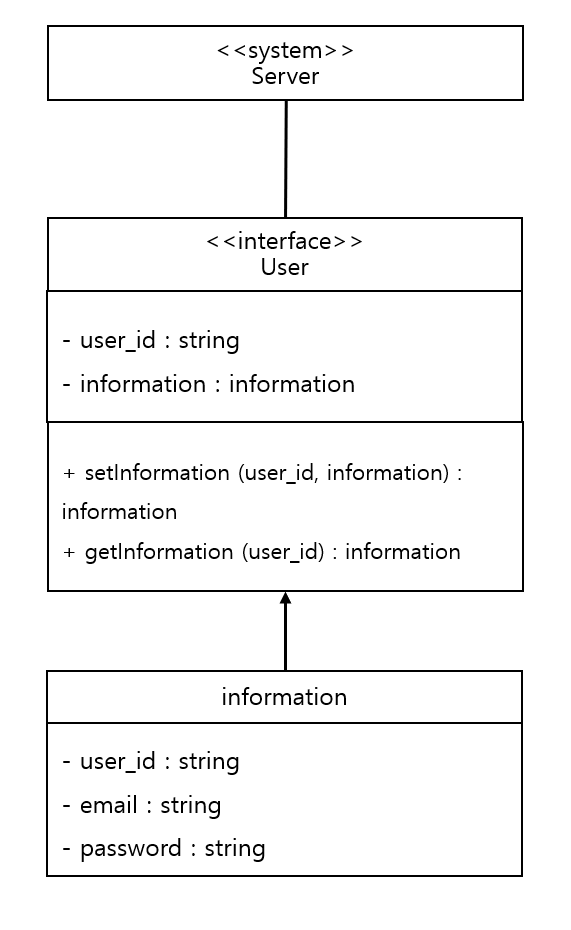 <<system>>
Server
<<interface>>
User
- user_id : string
- information : information
+ setInformation (user_id, information) :
information
+ getInformation (user_id) : information
information
- user_id : string
- email : string
- password : string